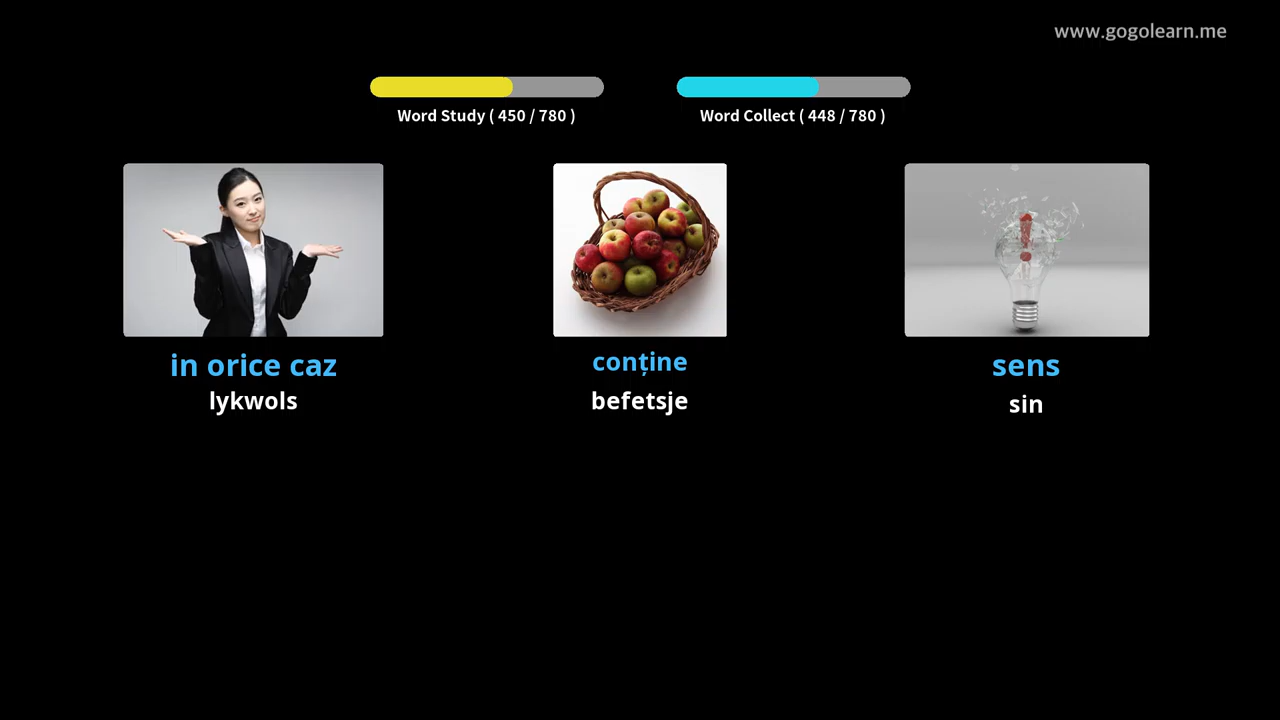 www.gogolearn.me
Word Study ( 450 / 780 )
Word Collect ( 448 / 780 )
in orice caz
conține
sens
lykwols
befetsje
sin